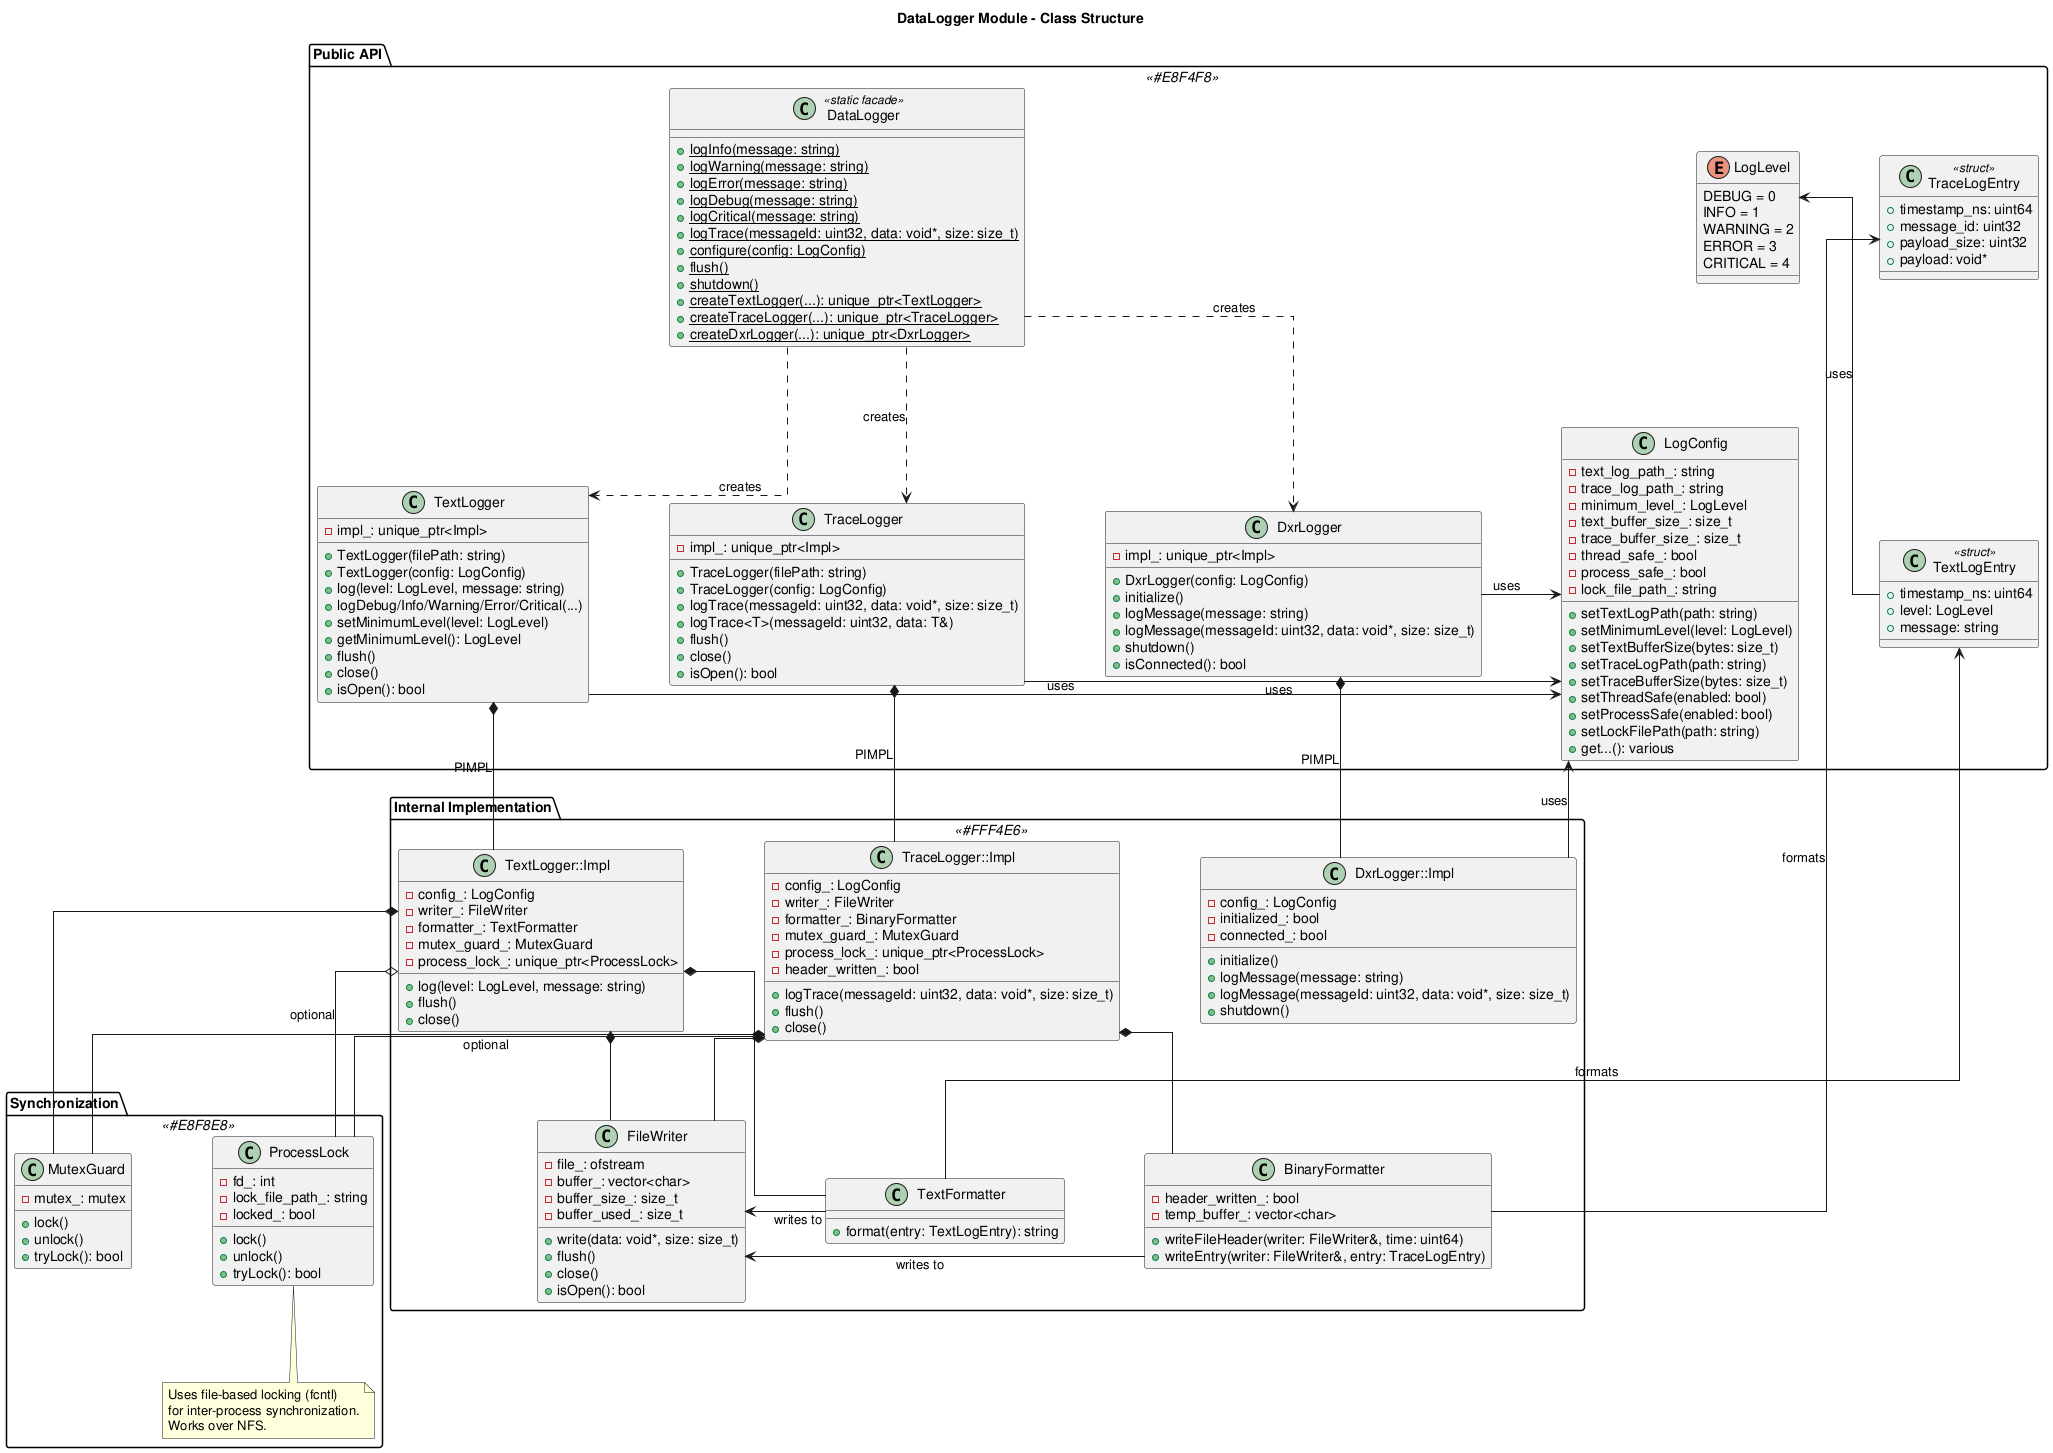 DataLogger Module - Class Structure
Public API
«#E8F4F8»
C
«static facade»
DataLogger
logInfo(message: string)
logWarning(message: string)
logError(message: string)
logDebug(message: string)
logCritical(message: string)
logTrace(messageId: uint32, data: void*, size: size_t)
configure(config: LogConfig)
flush()
shutdown()
createTextLogger(...): unique_ptr<TextLogger>
createTraceLogger(...): unique_ptr<TraceLogger>
createDxrLogger(...): unique_ptr<DxrLogger>
E
LogLevel
DEBUG = 0
INFO = 1
WARNING = 2
ERROR = 3
CRITICAL = 4
C
«struct»
TraceLogEntry
timestamp_ns: uint64
message_id: uint32
payload_size: uint32
payload: void*
creates
uses
creates
creates
C
TextLogger
impl_: unique_ptr<Impl>
TextLogger(filePath: string)
TextLogger(config: LogConfig)
log(level: LogLevel, message: string)
logDebug/Info/Warning/Error/Critical(...)
setMinimumLevel(level: LogLevel)
getMinimumLevel(): LogLevel
flush()
close()
isOpen(): bool
C
TraceLogger
impl_: unique_ptr<Impl>
TraceLogger(filePath: string)
TraceLogger(config: LogConfig)
logTrace(messageId: uint32, data: void*, size: size_t)
logTrace<T>(messageId: uint32, data: T&)
flush()
close()
isOpen(): bool
C
DxrLogger
impl_: unique_ptr<Impl>
DxrLogger(config: LogConfig)
initialize()
logMessage(message: string)
logMessage(messageId: uint32, data: void*, size: size_t)
shutdown()
isConnected(): bool
uses
C
LogConfig
text_log_path_: string
trace_log_path_: string
minimum_level_: LogLevel
text_buffer_size_: size_t
trace_buffer_size_: size_t
thread_safe_: bool
process_safe_: bool
lock_file_path_: string
setTextLogPath(path: string)
setMinimumLevel(level: LogLevel)
setTextBufferSize(bytes: size_t)
setTraceLogPath(path: string)
setTraceBufferSize(bytes: size_t)
setThreadSafe(enabled: bool)
setProcessSafe(enabled: bool)
setLockFilePath(path: string)
get...(): various
C
«struct»
TextLogEntry
timestamp_ns: uint64
level: LogLevel
message: string
uses
uses
PIMPL
PIMPL
PIMPL
uses
formats
Internal Implementation
«#FFF4E6»
C
TextLogger::Impl
config_: LogConfig
writer_: FileWriter
formatter_: TextFormatter
mutex_guard_: MutexGuard
process_lock_: unique_ptr<ProcessLock>
log(level: LogLevel, message: string)
flush()
close()
C
TraceLogger::Impl
config_: LogConfig
writer_: FileWriter
formatter_: BinaryFormatter
mutex_guard_: MutexGuard
process_lock_: unique_ptr<ProcessLock>
header_written_: bool
logTrace(messageId: uint32, data: void*, size: size_t)
flush()
close()
C
DxrLogger::Impl
config_: LogConfig
initialized_: bool
connected_: bool
initialize()
logMessage(message: string)
logMessage(messageId: uint32, data: void*, size: size_t)
shutdown()
optional
optional
formats
Synchronization
«#E8F8E8»
C
MutexGuard
mutex_: mutex
lock()
unlock()
tryLock(): bool
C
ProcessLock
fd_: int
lock_file_path_: string
locked_: bool
lock()
unlock()
tryLock(): bool
C
FileWriter
file_: ofstream
buffer_: vector<char>
buffer_size_: size_t
buffer_used_: size_t
write(data: void*, size: size_t)
flush()
close()
isOpen(): bool
C
TextFormatter
format(entry: TextLogEntry): string
C
BinaryFormatter
header_written_: bool
temp_buffer_: vector<char>
writeFileHeader(writer: FileWriter&, time: uint64)
writeEntry(writer: FileWriter&, entry: TraceLogEntry)
writes to
writes to
Uses file-based locking (fcntl)
for inter-process synchronization.
Works over NFS.